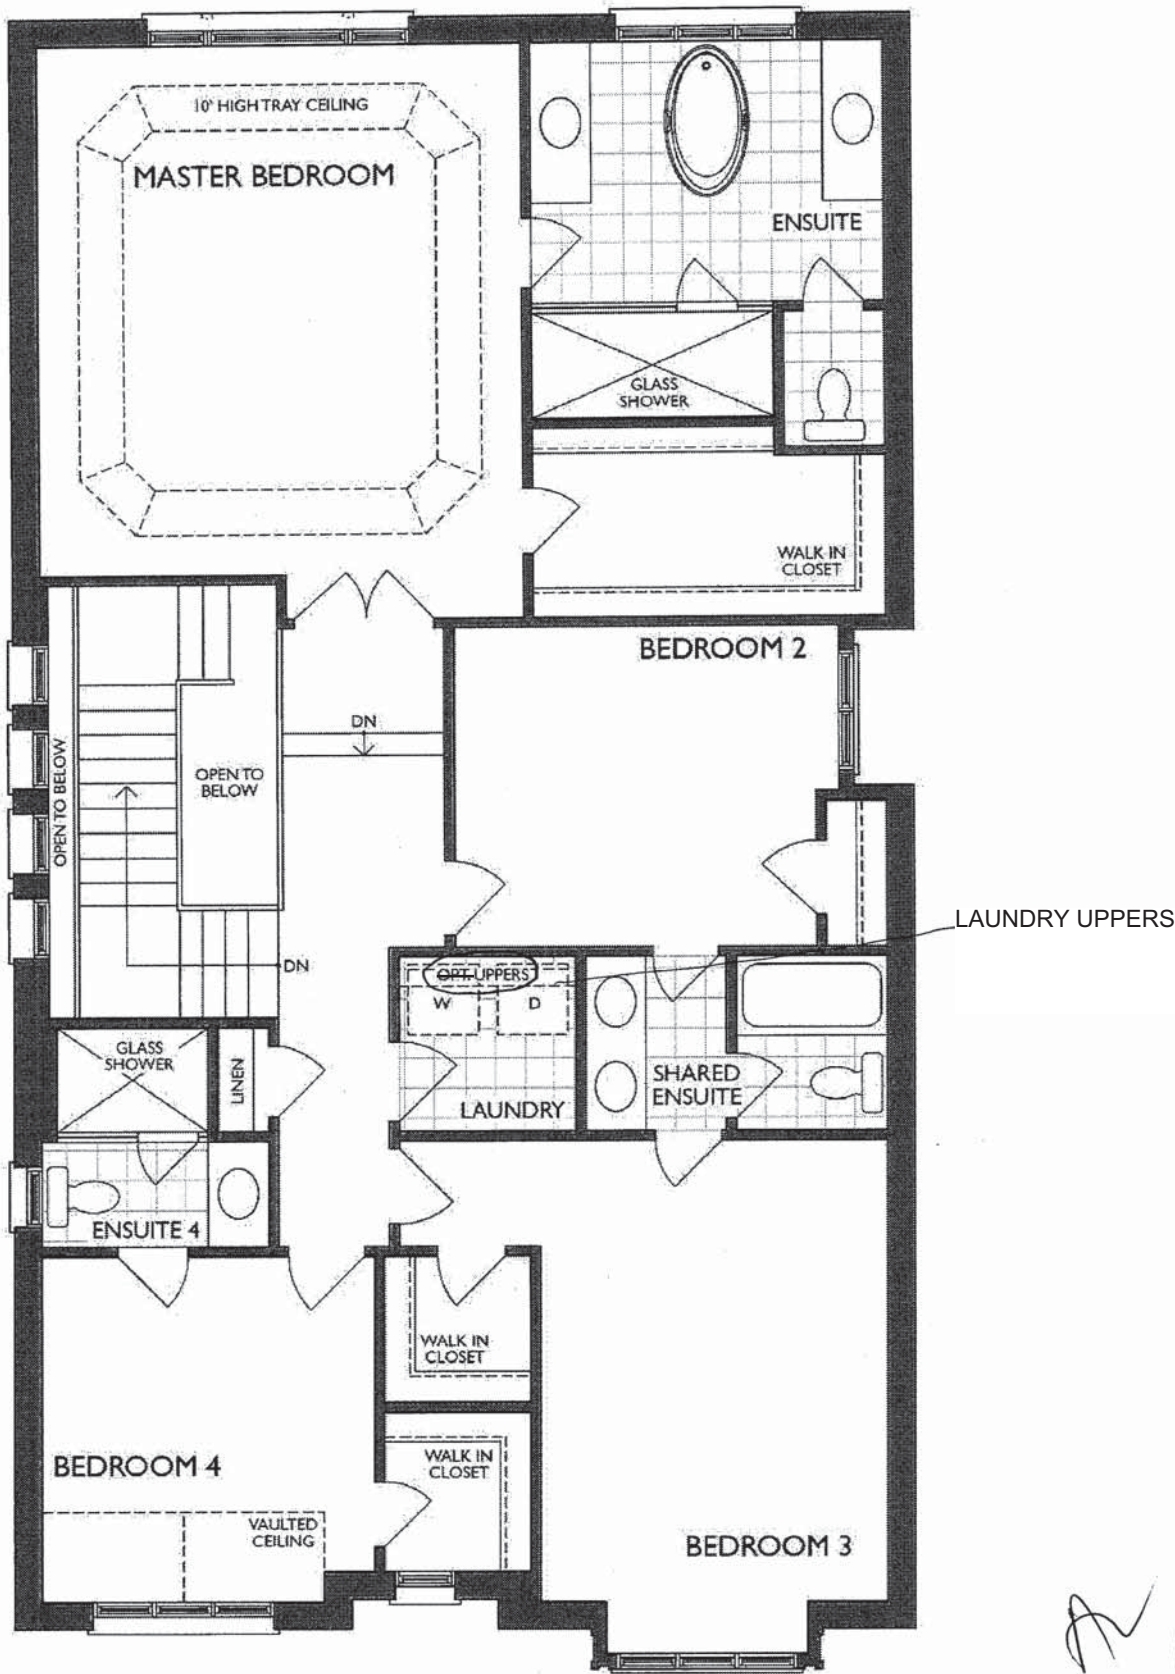 10' HIGH TRAY CEILING
MASTER BEDROOM
ENSUITE
GLASS
SHOWER
WALK IN
CLOSET
BEDROOM 2
DN
OPEN TO
BELOW
OPEN TO BELOW
LAUNDRY UPPERS
DN
OPT. UPPERS
W
D
GLASS
SHOWER
LINEN
SHARED
ENSUITE
LAUNDRY
ENSUITE 4
WALK IN
CLOSET
BEDROOM 4
WALK IN
CLOSET
VAULTED
CEILING
BEDROOM 3